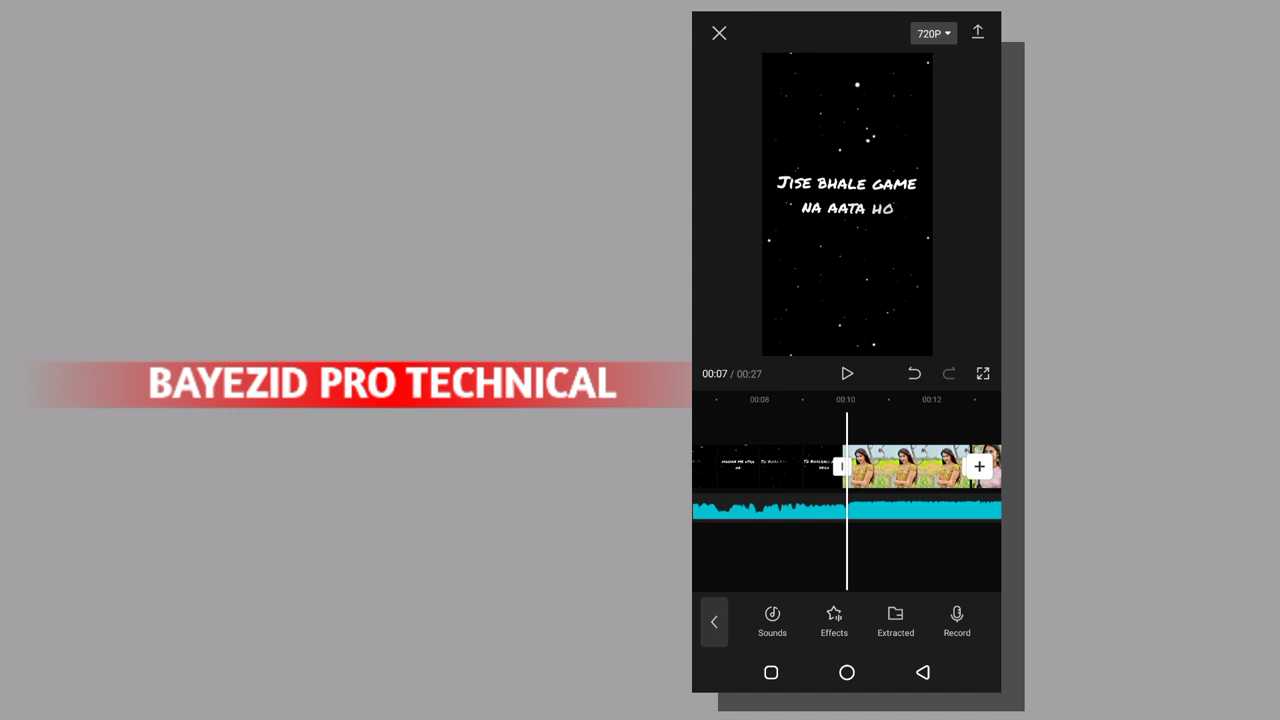 720P
JISE BHALE GAME
NA AATA HO
BAYEZID PRO TECHNICAL
00:07 / 00:27
00:08
00:10
00:12
Sounds
Effects
Extracted
Record